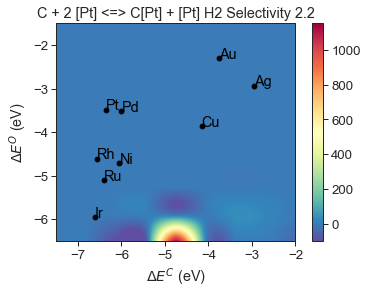 C + 2 [Pt] <=> C[Pt] + [Pt] H2 Selectivity 2.2
−2
−3
−4
−5
−6
−7
−6
−5
−4
−3
−2
ΔE^O (eV)
ΔE^C (eV)
Au
Ag
Pt
Pd
Cu
Rh
Ni
Ru
Ir
1000
800
600
400
200
0